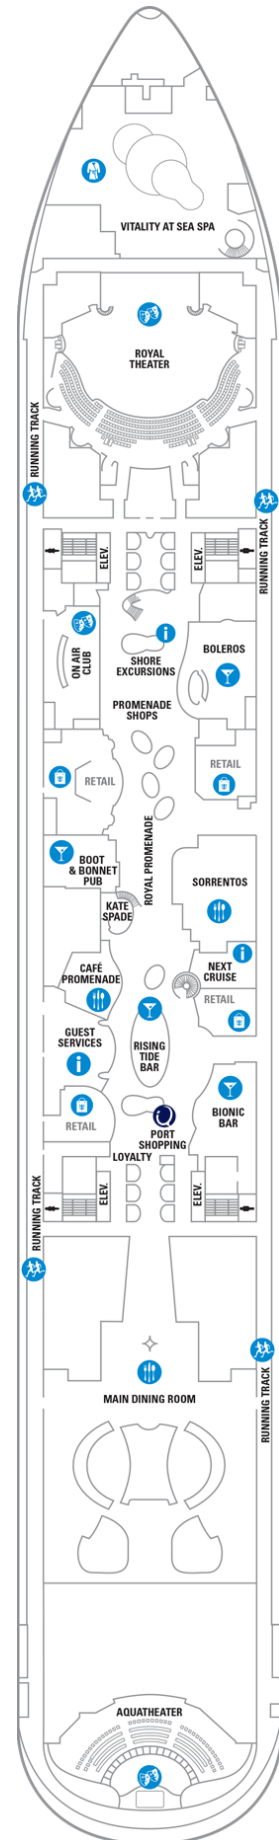 VITALITY AT SEA SPA
ROYAL
THEATER
RUNNING TRACK
RUNNING TRACK
ELEV.
ELEV.
ON AIR
CLUB
i
SHORE
EXCURSIONS
BOLEROS
PROMENADE
SHOPS
RETAIL
RETAIL
ROYAL PROMENADE
BOOT
& BONNET
PUB
SORRENTOS
KATE
SPADE
CAFÉ
PROMENADE
i
NEXT
CRUISE
RETAIL
GUEST
SERVICES
i
RISING
TIDE
BAR
RETAIL
PORT
SHOPPING
BIONIC
BAR
LOYALTY
ELEV.
ELEV.
RUNNING TRACK
RUNNING TRACK
MAIN DINING ROOM
AQUATHEATER